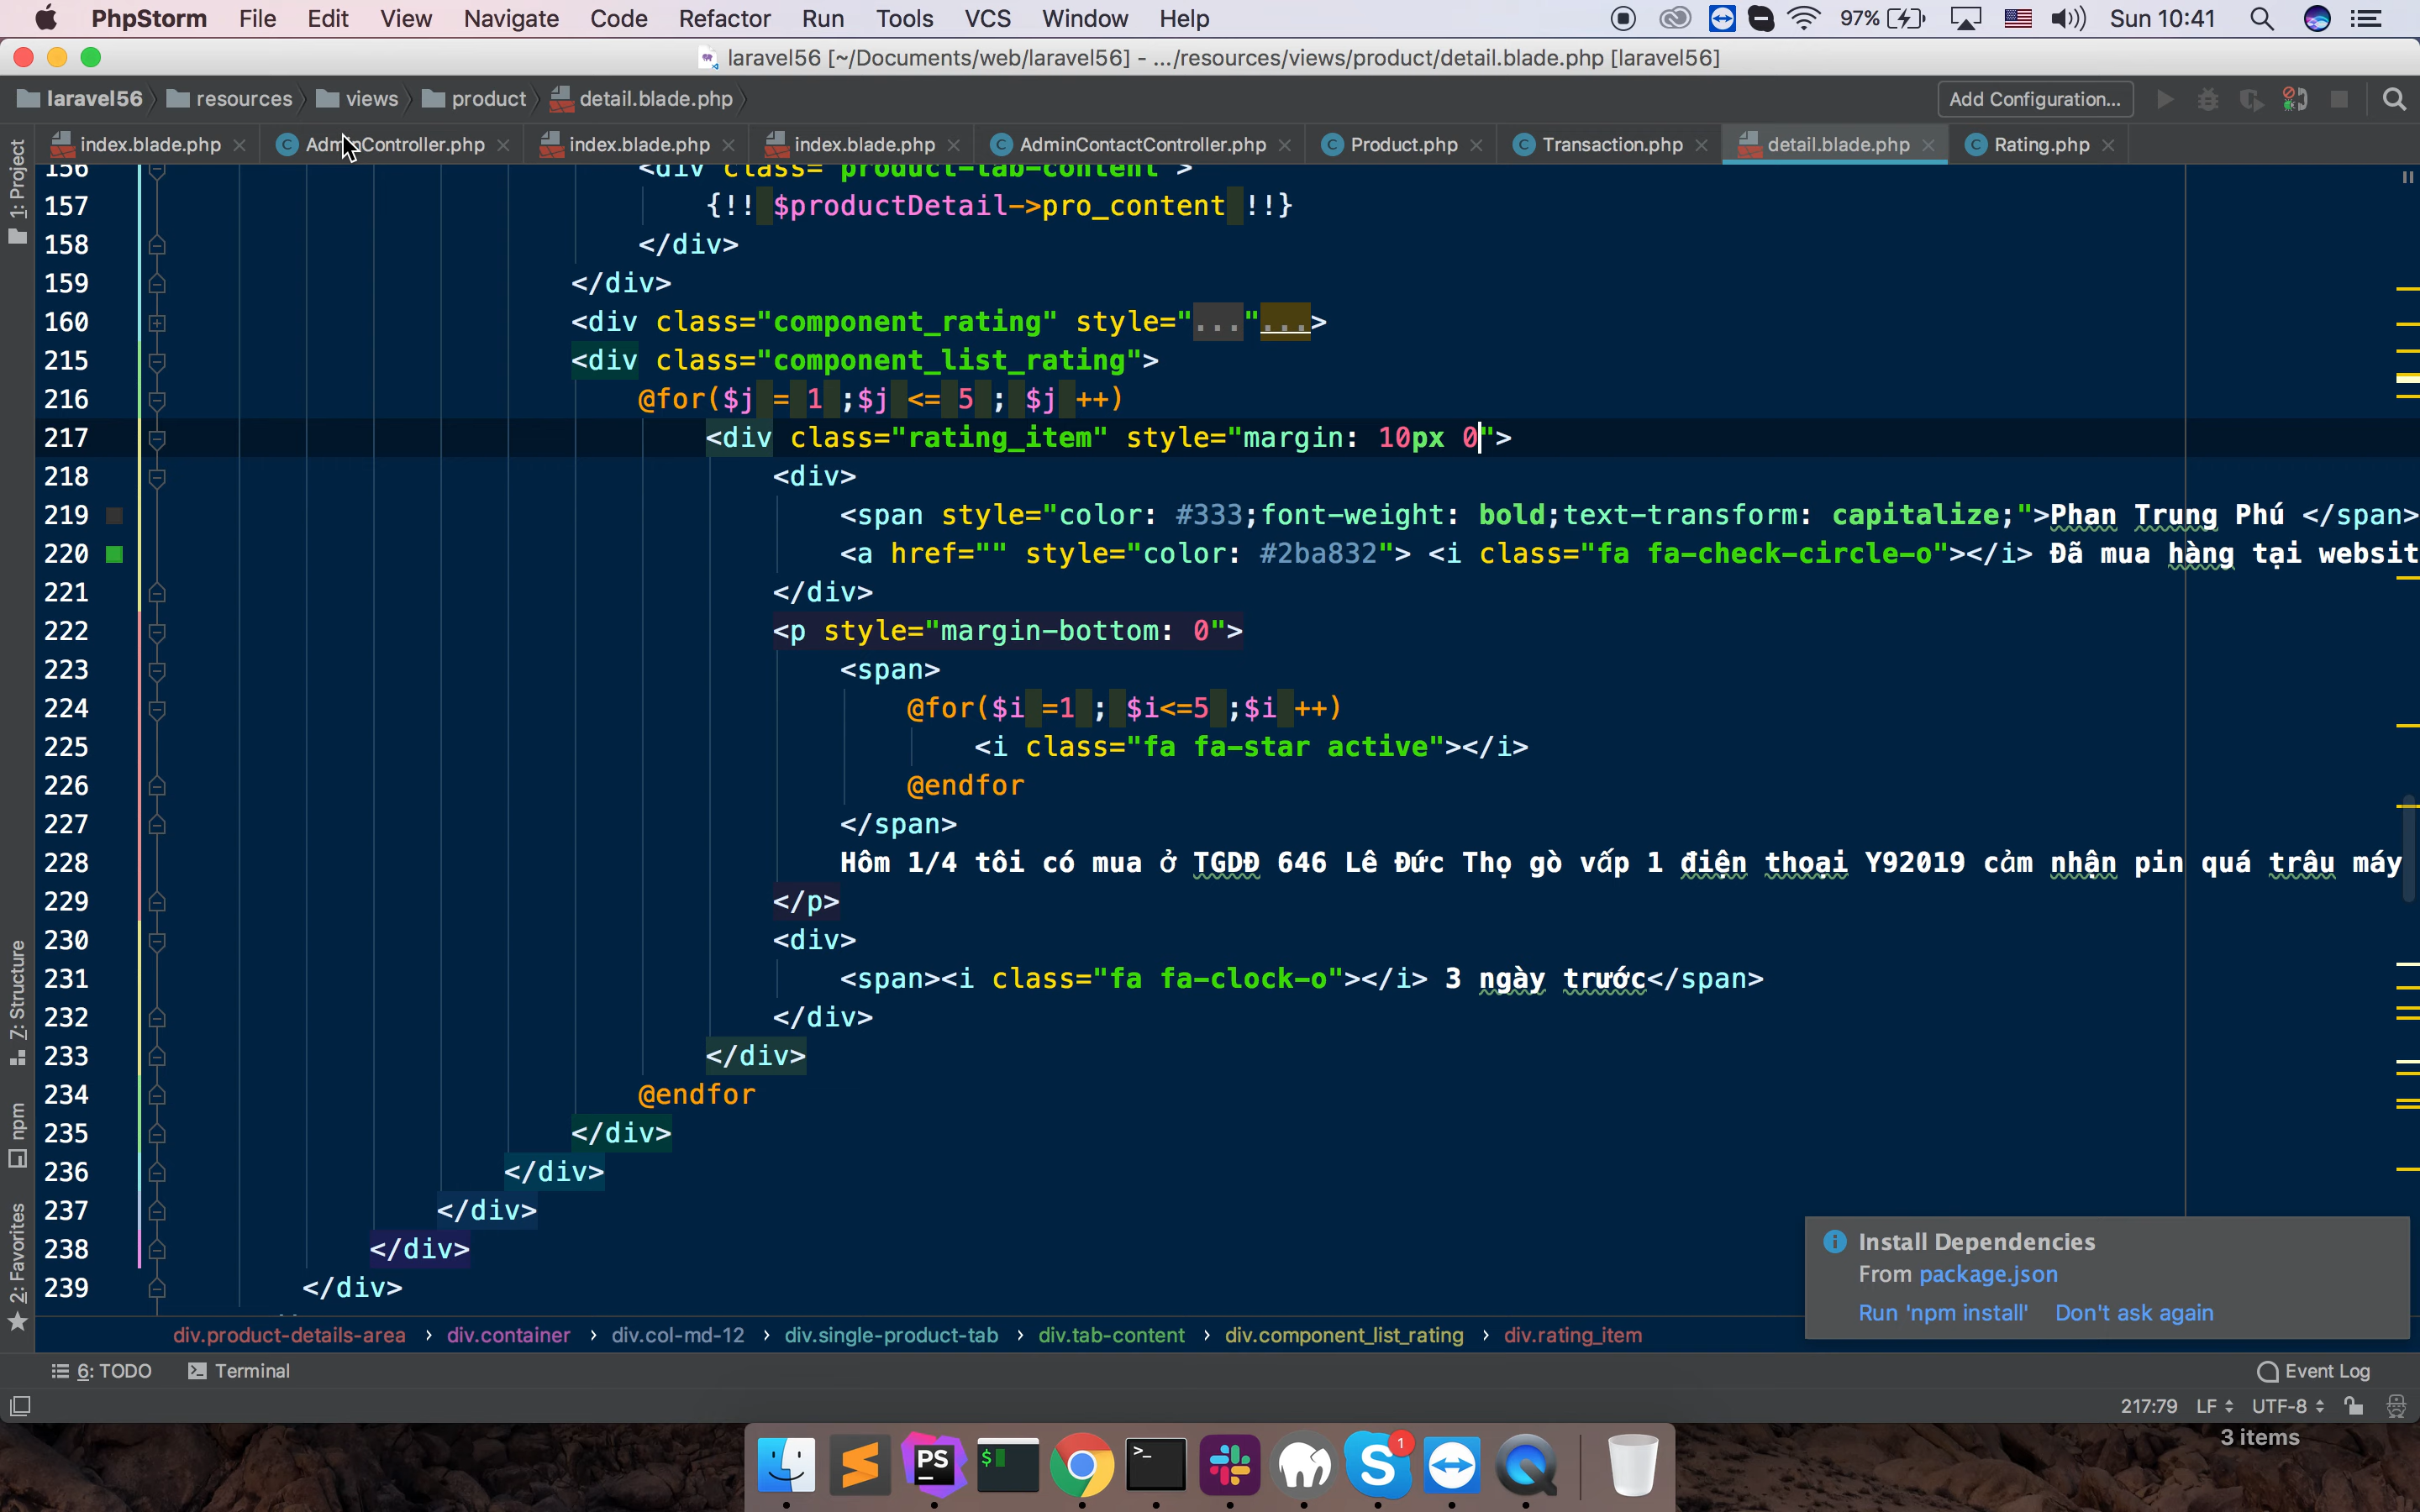 PhpStorm File Edit View Navigate Code Refactor Run Tools VCS Window Help 97% Sun 10:41
laravel56 [~/Documents/web/laravel56] - .../resources/views/product/detail.blade.php [laravel56]
laravel56 resources views product detail.blade.php Add Configuration...
index.blade.php AdminController.php index.blade.php index.blade.php AdminContactController.php Product.php Transaction.php detail.blade.php Rating.php
1: Project
7: Structure
npm
2: Favorites
156 <div class="product-tab-content">
157 {!! $productDetail->pro_content !!}
158 </div>
159 </div>
160 <div class="component_rating" style="..."...>
215 <div class="component_list_rating">
216 @for($j = 1 ;$j <= 5 ; $j ++)
217 <div class="rating_item" style="margin: 10px 0">
218 <div>
219 <span style="color: #333;font-weight: bold;text-transform: capitalize;">Phan Trung Phú </span>
220 <a href="" style="color: #2ba832"> <i class="fa fa-check-circle-o"></i> Đã mua hàng tại websit
221 </div>
222 <p style="margin-bottom: 0">
223 <span>
224 @for($i =1 ; $i<=5 ;$i ++)
225 <i class="fa fa-star active"></i>
226 @endfor
227 </span>
228 Hôm 1/4 tôi có mua ở TGDĐ 646 Lê Đức Thọ gò vấp 1 điện thoại Y92019 cảm nhận pin quá trâu máy
229 </p>
230 <div>
231 <span><i class="fa fa-clock-o"></i> 3 ngày trước</span>
232 </div>
233 </div>
234 @endfor
235 </div>
236 </div>
237 </div>
238 </div>
239 </div>
Install Dependencies
From package.json
Run 'npm install' Don't ask again
div.product-details-area › div.container › div.col-md-12 › div.single-product-tab › div.tab-content › div.component_list_rating › div.rating_item
6: TODO Terminal Event Log
217:79 LF UTF-8
3 items
PS
$
>_
S
1